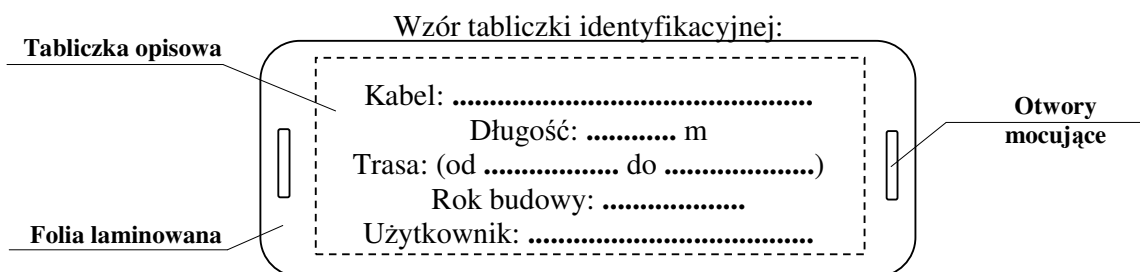 Wzór tabliczki identyfikacyjnej:
Tabliczka opisowa
Kabel: ................................................
Długość: ............ m
Trasa: (od .................. do ....................)
Rok budowy: ...................
Użytkownik: ......................................
Otwory
mocujące
Folia laminowana